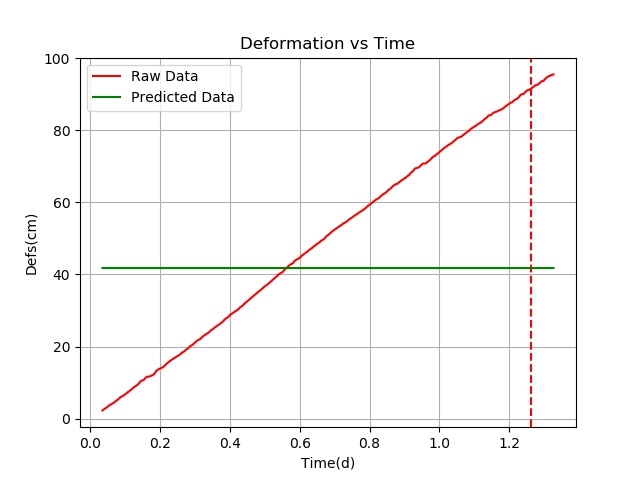 Deformation vs Time
Raw Data
Predicted Data
Defs(cm)
100
80
60
40
20
0
0.0 0.2 0.4 0.6 0.8 1.0 1.2
Time(d)